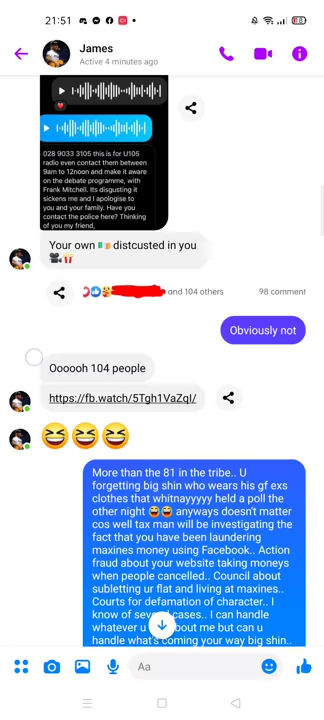 21:51
James
Active 4 minutes ago
028 9033 3105 this is for U105
radio even contact them between
9am to 12noon and make it aware
on the debate programme, with
Frank Mitchell. Its disgusting it
sickens me and I apologise to
you and your family. Have you
contact the police here? Thinking
of you my friend,
Your own 🇮🇪 distcusted in you
🎥🍿
and 104 others
98 comment
Obviously not
Oooooh 104 people
https://fb.watch/5Tgh1VaZqI/
😆😆😆
More than the 81 in the tribe.. U
forgetting big shin who wears his gf exs
clothes that whitnayyyyy held a poll the
other night 😂😂 anyways doesn't matter
cos well tax man will be investigating the
fact that you have been laundering
maxines money using Facebook.. Action
fraud about your website taking moneys
when people cancelled.. Council about
subletting ur flat and living at maxines..
Courts for defamation of character.. I
know of several cases.. I can handle
whatever u about me but can u
handle what's coming your way big shin..
Aa